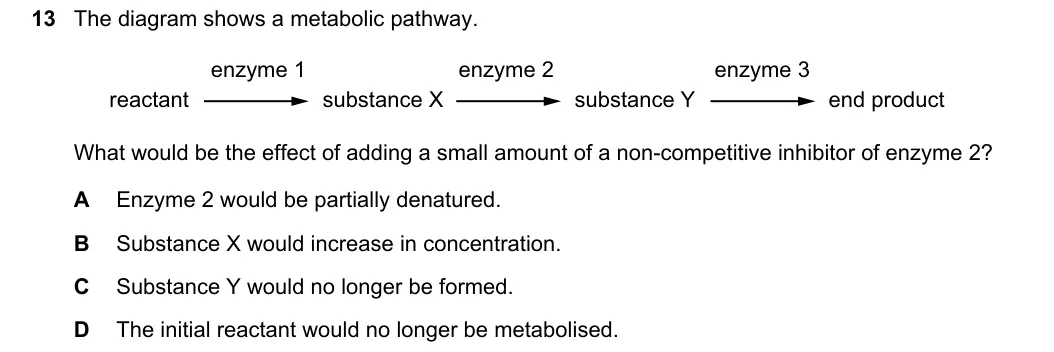 13 The diagram shows a metabolic pathway.
enzyme 1 enzyme 2 enzyme 3
reactant substance X substance Y end product
What would be the effect of adding a small amount of a non-competitive inhibitor of enzyme 2?
A Enzyme 2 would be partially denatured.
B Substance X would increase in concentration.
C Substance Y would no longer be formed.
D The initial reactant would no longer be metabolised.